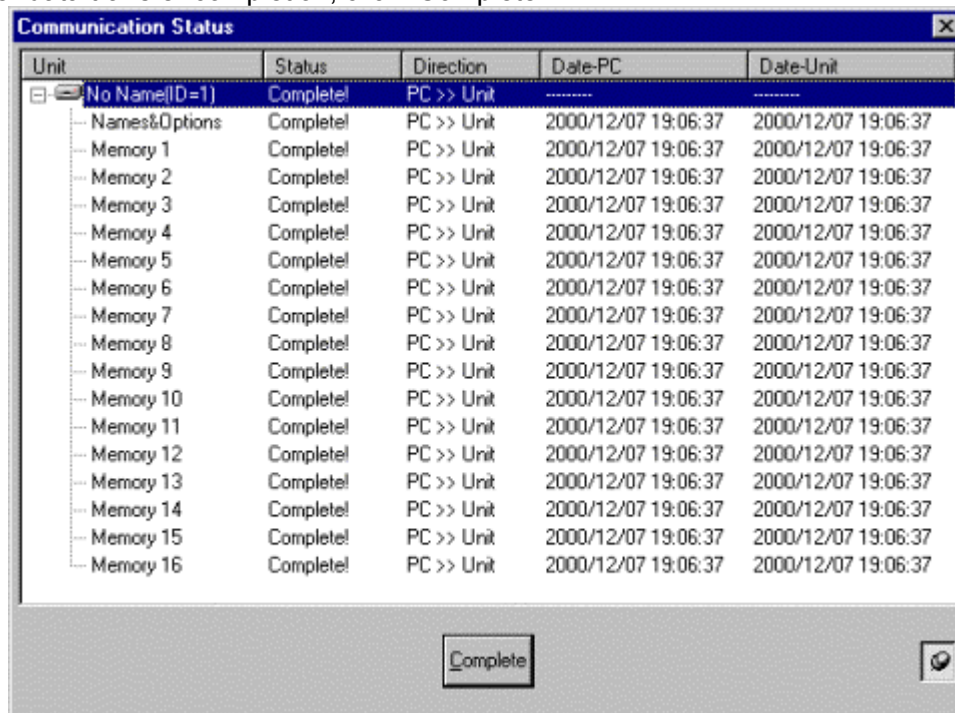 Communication Status
Unit Status Direction Date-PC Date-Unit
No Name(ID=1) Complete! PC >> Unit --------- ---------
Names&Options Complete! PC >> Unit 2000/12/07 19:06:37 2000/12/07 19:06:37
Memory 1 Complete! PC >> Unit 2000/12/07 19:06:37 2000/12/07 19:06:37
Memory 2 Complete! PC >> Unit 2000/12/07 19:06:37 2000/12/07 19:06:37
Memory 3 Complete! PC >> Unit 2000/12/07 19:06:37 2000/12/07 19:06:37
Memory 4 Complete! PC >> Unit 2000/12/07 19:06:37 2000/12/07 19:06:37
Memory 5 Complete! PC >> Unit 2000/12/07 19:06:37 2000/12/07 19:06:37
Memory 6 Complete! PC >> Unit 2000/12/07 19:06:37 2000/12/07 19:06:37
Memory 7 Complete! PC >> Unit 2000/12/07 19:06:37 2000/12/07 19:06:37
Memory 8 Complete! PC >> Unit 2000/12/07 19:06:37 2000/12/07 19:06:37
Memory 9 Complete! PC >> Unit 2000/12/07 19:06:37 2000/12/07 19:06:37
Memory 10 Complete! PC >> Unit 2000/12/07 19:06:37 2000/12/07 19:06:37
Memory 11 Complete! PC >> Unit 2000/12/07 19:06:37 2000/12/07 19:06:37
Memory 12 Complete! PC >> Unit 2000/12/07 19:06:37 2000/12/07 19:06:37
Memory 13 Complete! PC >> Unit 2000/12/07 19:06:37 2000/12/07 19:06:37
Memory 14 Complete! PC >> Unit 2000/12/07 19:06:37 2000/12/07 19:06:37
Memory 15 Complete! PC >> Unit 2000/12/07 19:06:37 2000/12/07 19:06:37
Memory 16 Complete! PC >> Unit 2000/12/07 19:06:37 2000/12/07 19:06:37
Complete